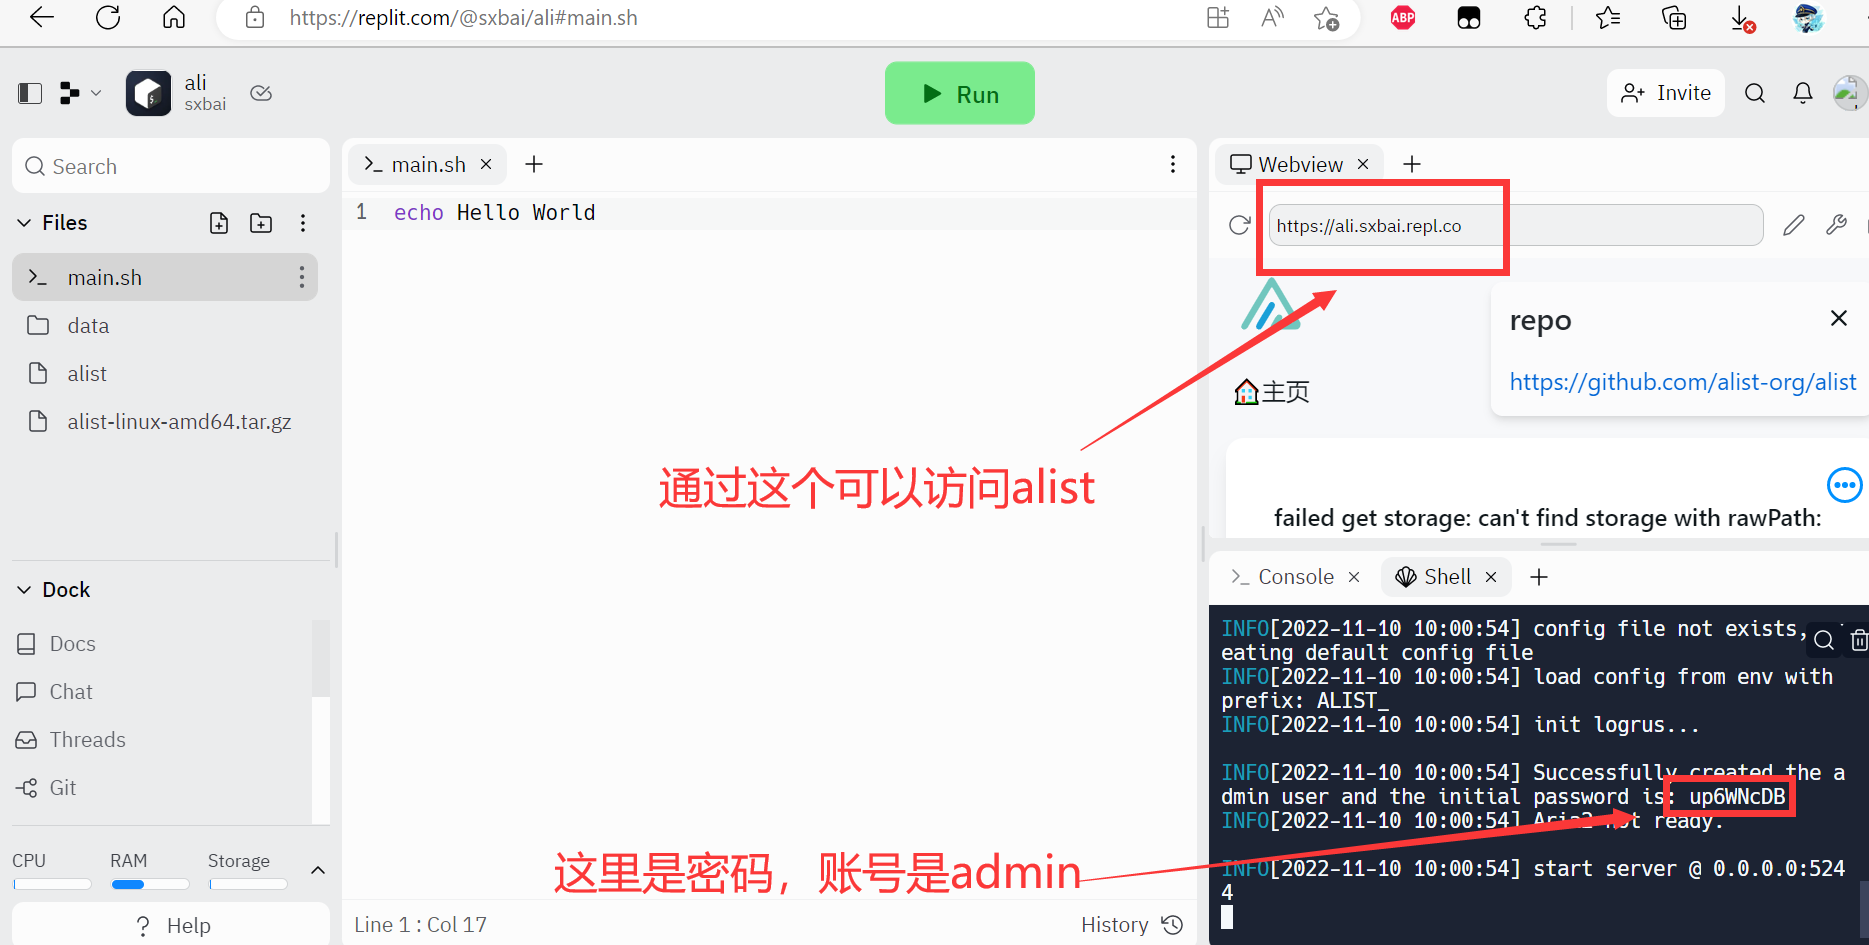 https://replit.com/@sxbai/ali#main.sh
ABP
ali
sxbai
Run
Invite
Search
Files
main.sh
data
alist
alist-linux-amd64.tar.gz
Dock
Docs
Chat
Threads
Git
CPU
RAM
Storage
? Help
main.sh
1 echo Hello World
通过这个可以访问alist
这里是密码，账号是admin
Line 1 : Col 17
History
Webview
https://ali.sxbai.repl.co
repo
https://github.com/alist-org/alist
主页
failed get storage: can't find storage with rawPath:
Console
Shell
INFO[2022-11-10 10:00:54] config file not exists,
eating default config file
INFO[2022-11-10 10:00:54] load config from env with
prefix: ALIST_
INFO[2022-11-10 10:00:54] init logrus...
INFO[2022-11-10 10:00:54] Successfully created the a
dmin user and the initial password is: up6WNcDB
INFO[2022-11-10 10:00:54] Aria2 not ready.
INFO[2022-11-10 10:00:54] start server @ 0.0.0.0:524
4